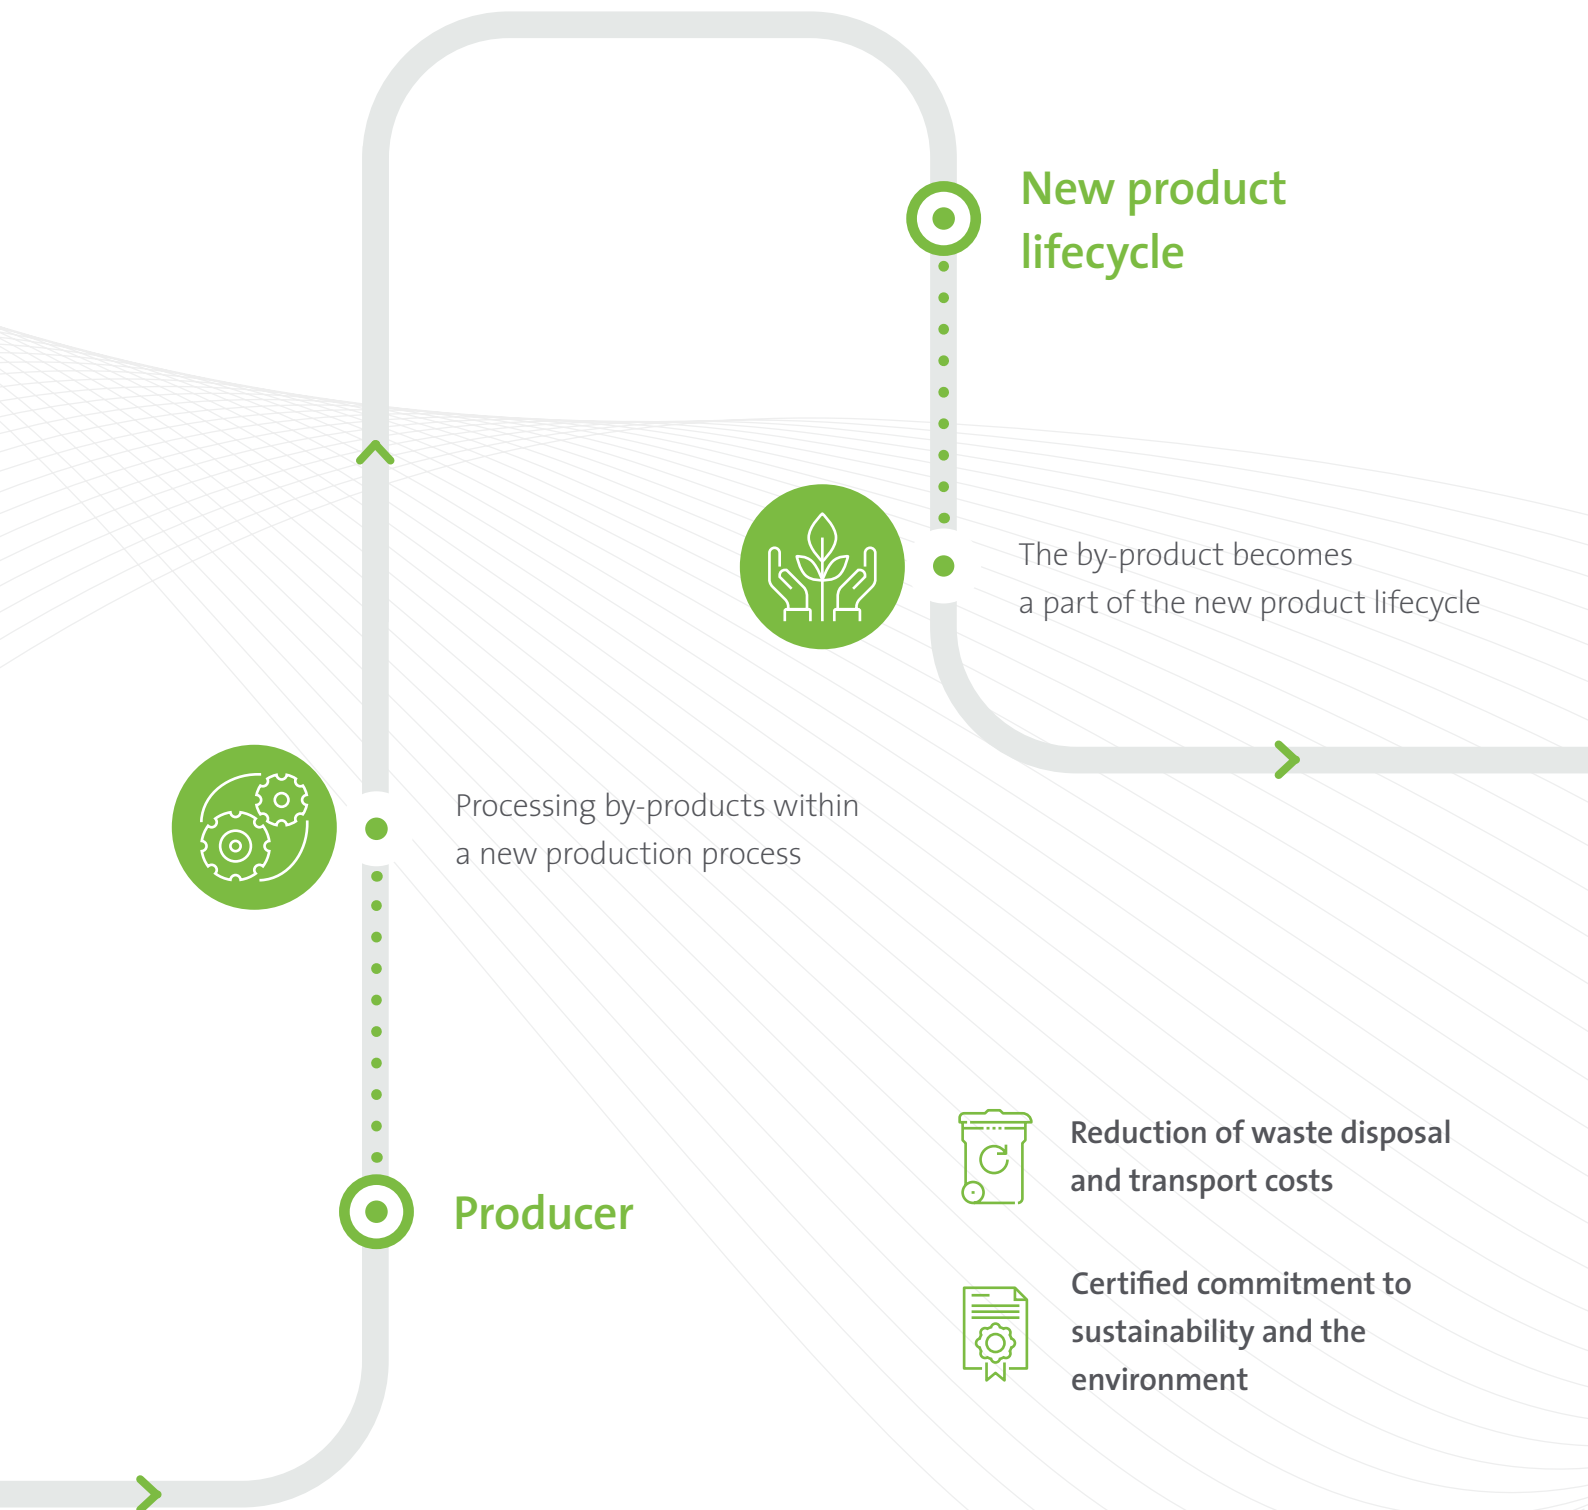 New product
lifecycle
The by-product becomes
a part of the new product lifecycle
Processing by-products within
a new production process
Producer
Reduction of waste disposal
and transport costs
Certified commitment to
sustainability and the
environment